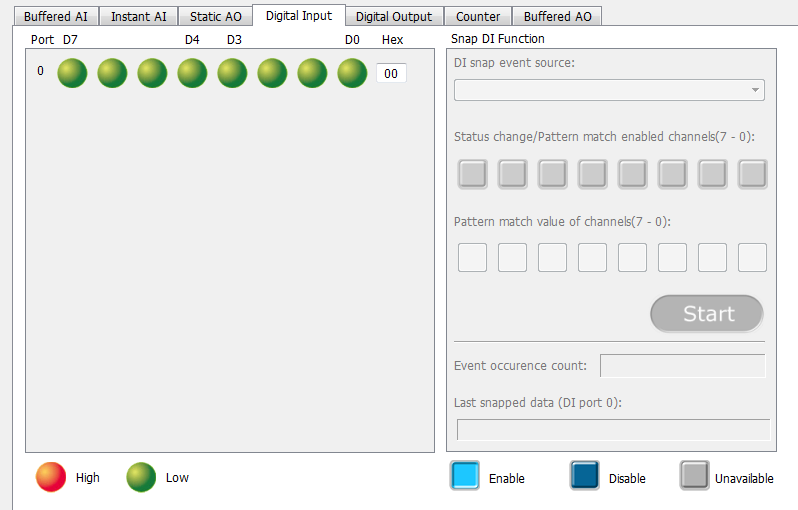 Buffered AI Instant AI Static AO Digital Input Digital Output Counter Buffered AO
Port D7 D4 D3 D0 Hex
0 00
Snap DI Function
DI snap event source:
Status change/Pattern match enabled channels(7 - 0):
Pattern match value of channels(7 - 0):
Start
Event occurence count:
Last snapped data (DI port 0):
High Low
Enable Disable Unavailable